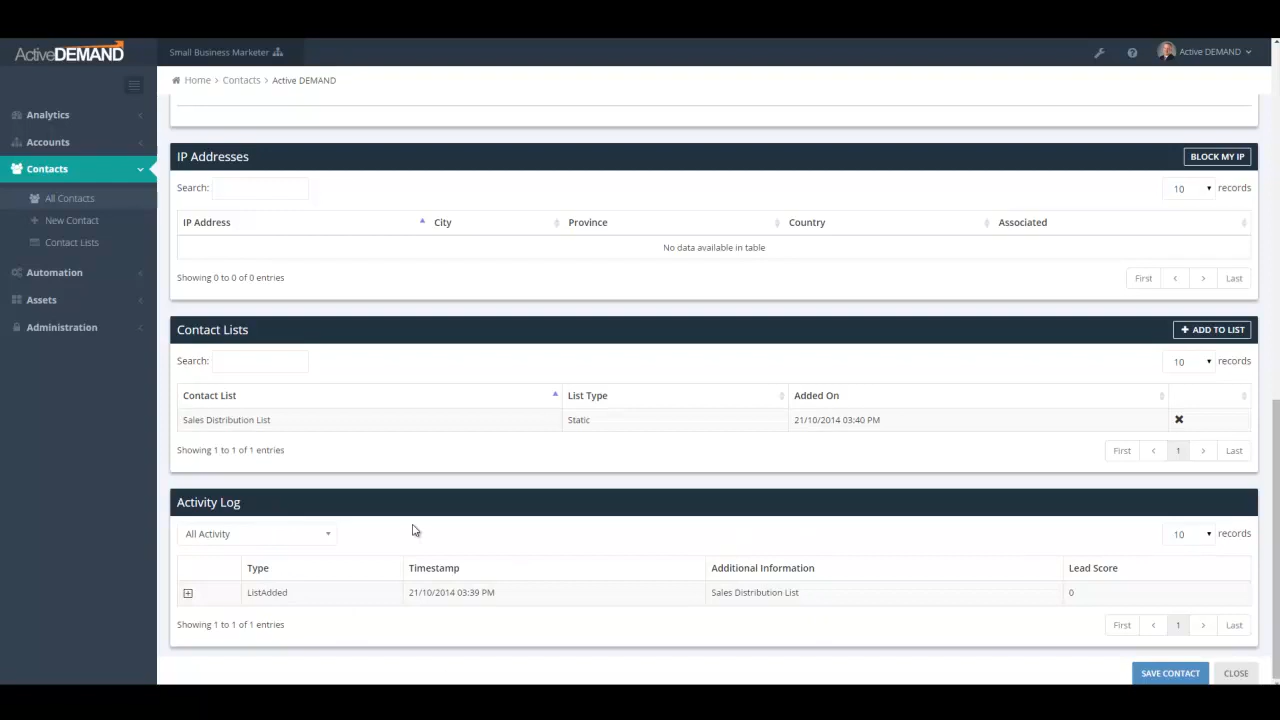 ActiveDEMAND
Small Business Marketer
Active DEMAND
Home > Contacts > Active DEMAND
Analytics
Accounts
Contacts
All Contacts
New Contact
Contact Lists
Automation
Assets
Administration
IP Addresses
BLOCK MY IP
Search:
10 records
IP Address City Province Country Associated
No data available in table
Showing 0 to 0 of 0 entries
First < > Last
Contact Lists
+ ADD TO LIST
Search:
10 records
Contact List List Type Added On
Sales Distribution List Static 21/10/2014 03:40 PM
Showing 1 to 1 of 1 entries
First < 1 > Last
Activity Log
All Activity
10 records
Type Timestamp Additional Information Lead Score
ListAdded 21/10/2014 03:39 PM Sales Distribution List 0
Showing 1 to 1 of 1 entries
First < 1 > Last
SAVE CONTACT CLOSE